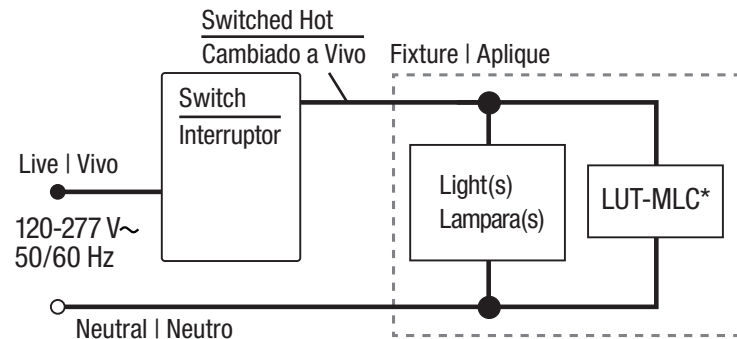 Switched Hot
Cambiado a Vivo
Fixture | Aplique
Switch
Interruptor
Live | Vivo
120-277 V~
50/60 Hz
Light(s)
Lampara(s)
LUT-MLC*
Neutral | Neutro